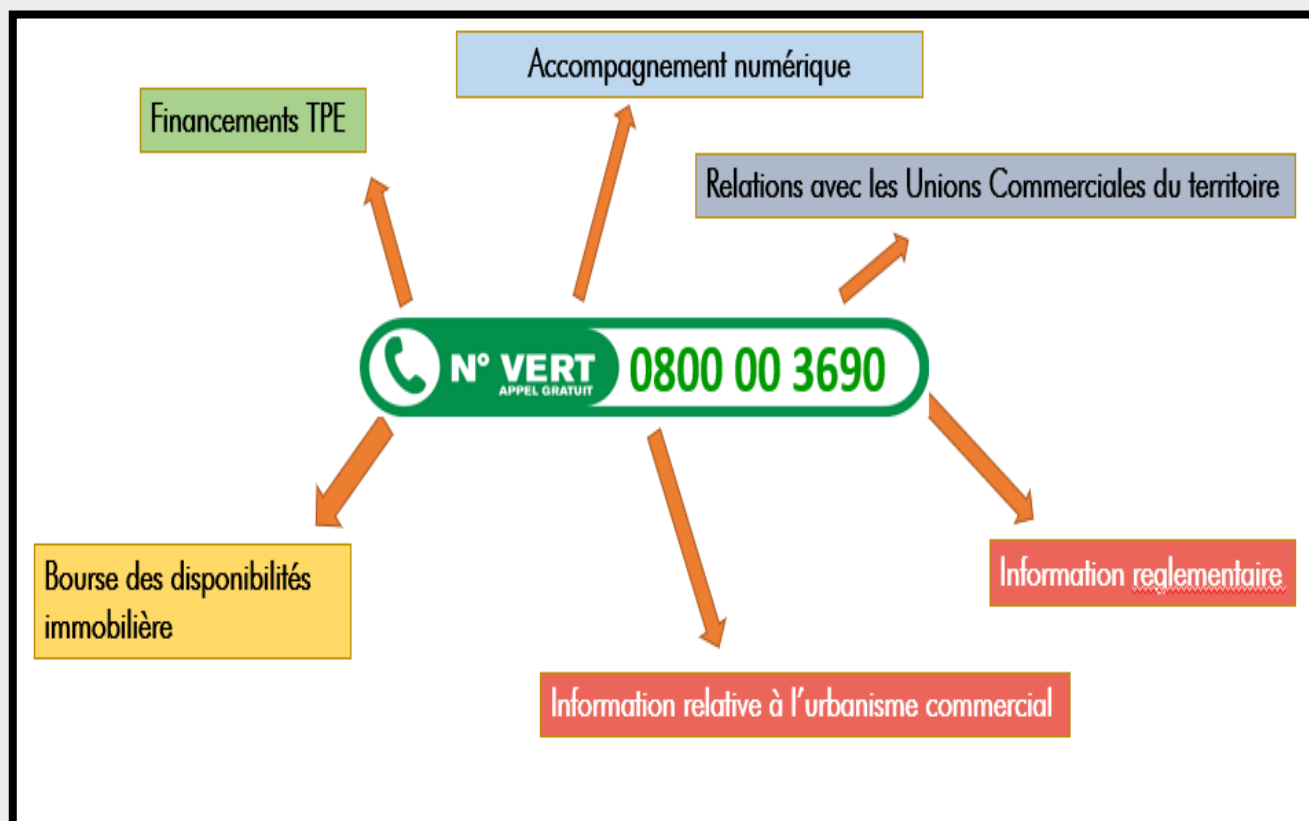 Accompagnement numérique
Financements TPE
Relations avec les Unions Commerciales du territoire
N° VERT
APPEL GRATUIT
0800 00 3690
Bourse des disponibilités
immobilière
Information reglementaire
Information relative à l'urbanisme commercial